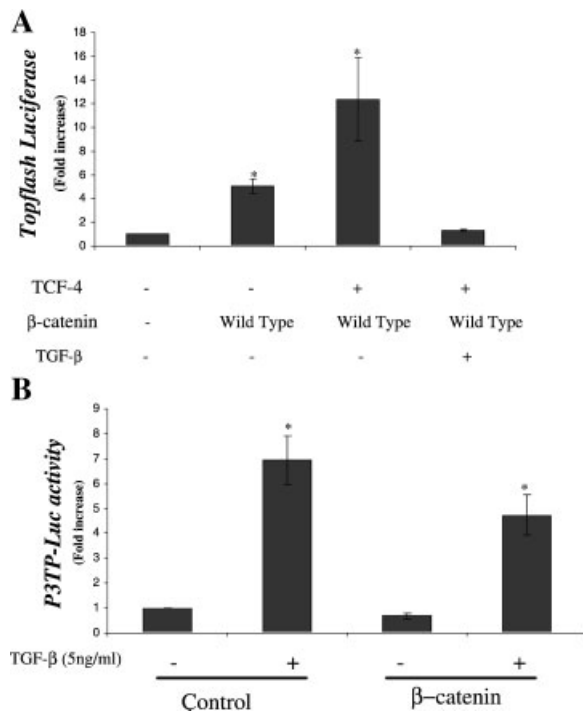 A
Topflash Luciferase
(Fold increase)
18
16
14
12
10
8
6
4
2
0
*
*
TCF-4 - - + +
β-catenin - Wild Type Wild Type Wild Type
TGF-β - - - +
B
P3TP-Luc activity
(Fold increase)
9
8
7
6
5
4
3
2
1
0
*
*
TGF-β (5ng/ml) - + - +
Control β-catenin